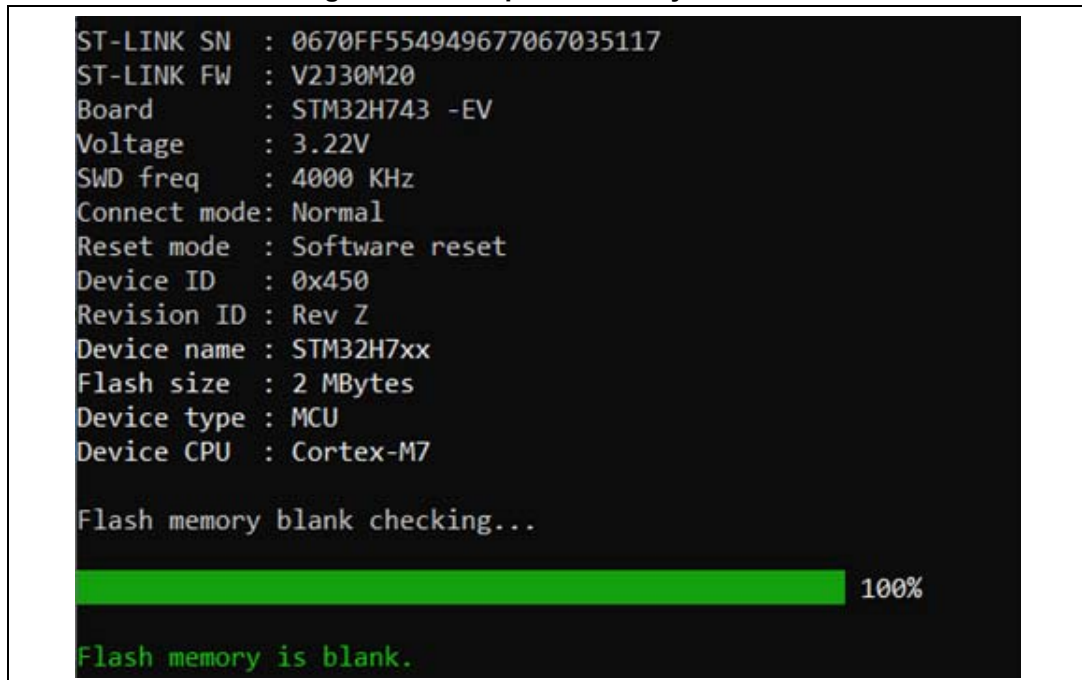 ST-LINK SN  : 0670FF554949677067035117
ST-LINK FW  : V2J30M20
Board       : STM32H743 -EV
Voltage     : 3.22V
SWD freq    : 4000 KHz
Connect mode: Normal
Reset mode  : Software reset
Device ID   : 0x450
Revision ID : Rev Z
Device name : STM32H7xx
Flash size  : 2 MBytes
Device type : MCU
Device CPU  : Cortex-M7
Flash memory blank checking...
100%
Flash memory is blank.